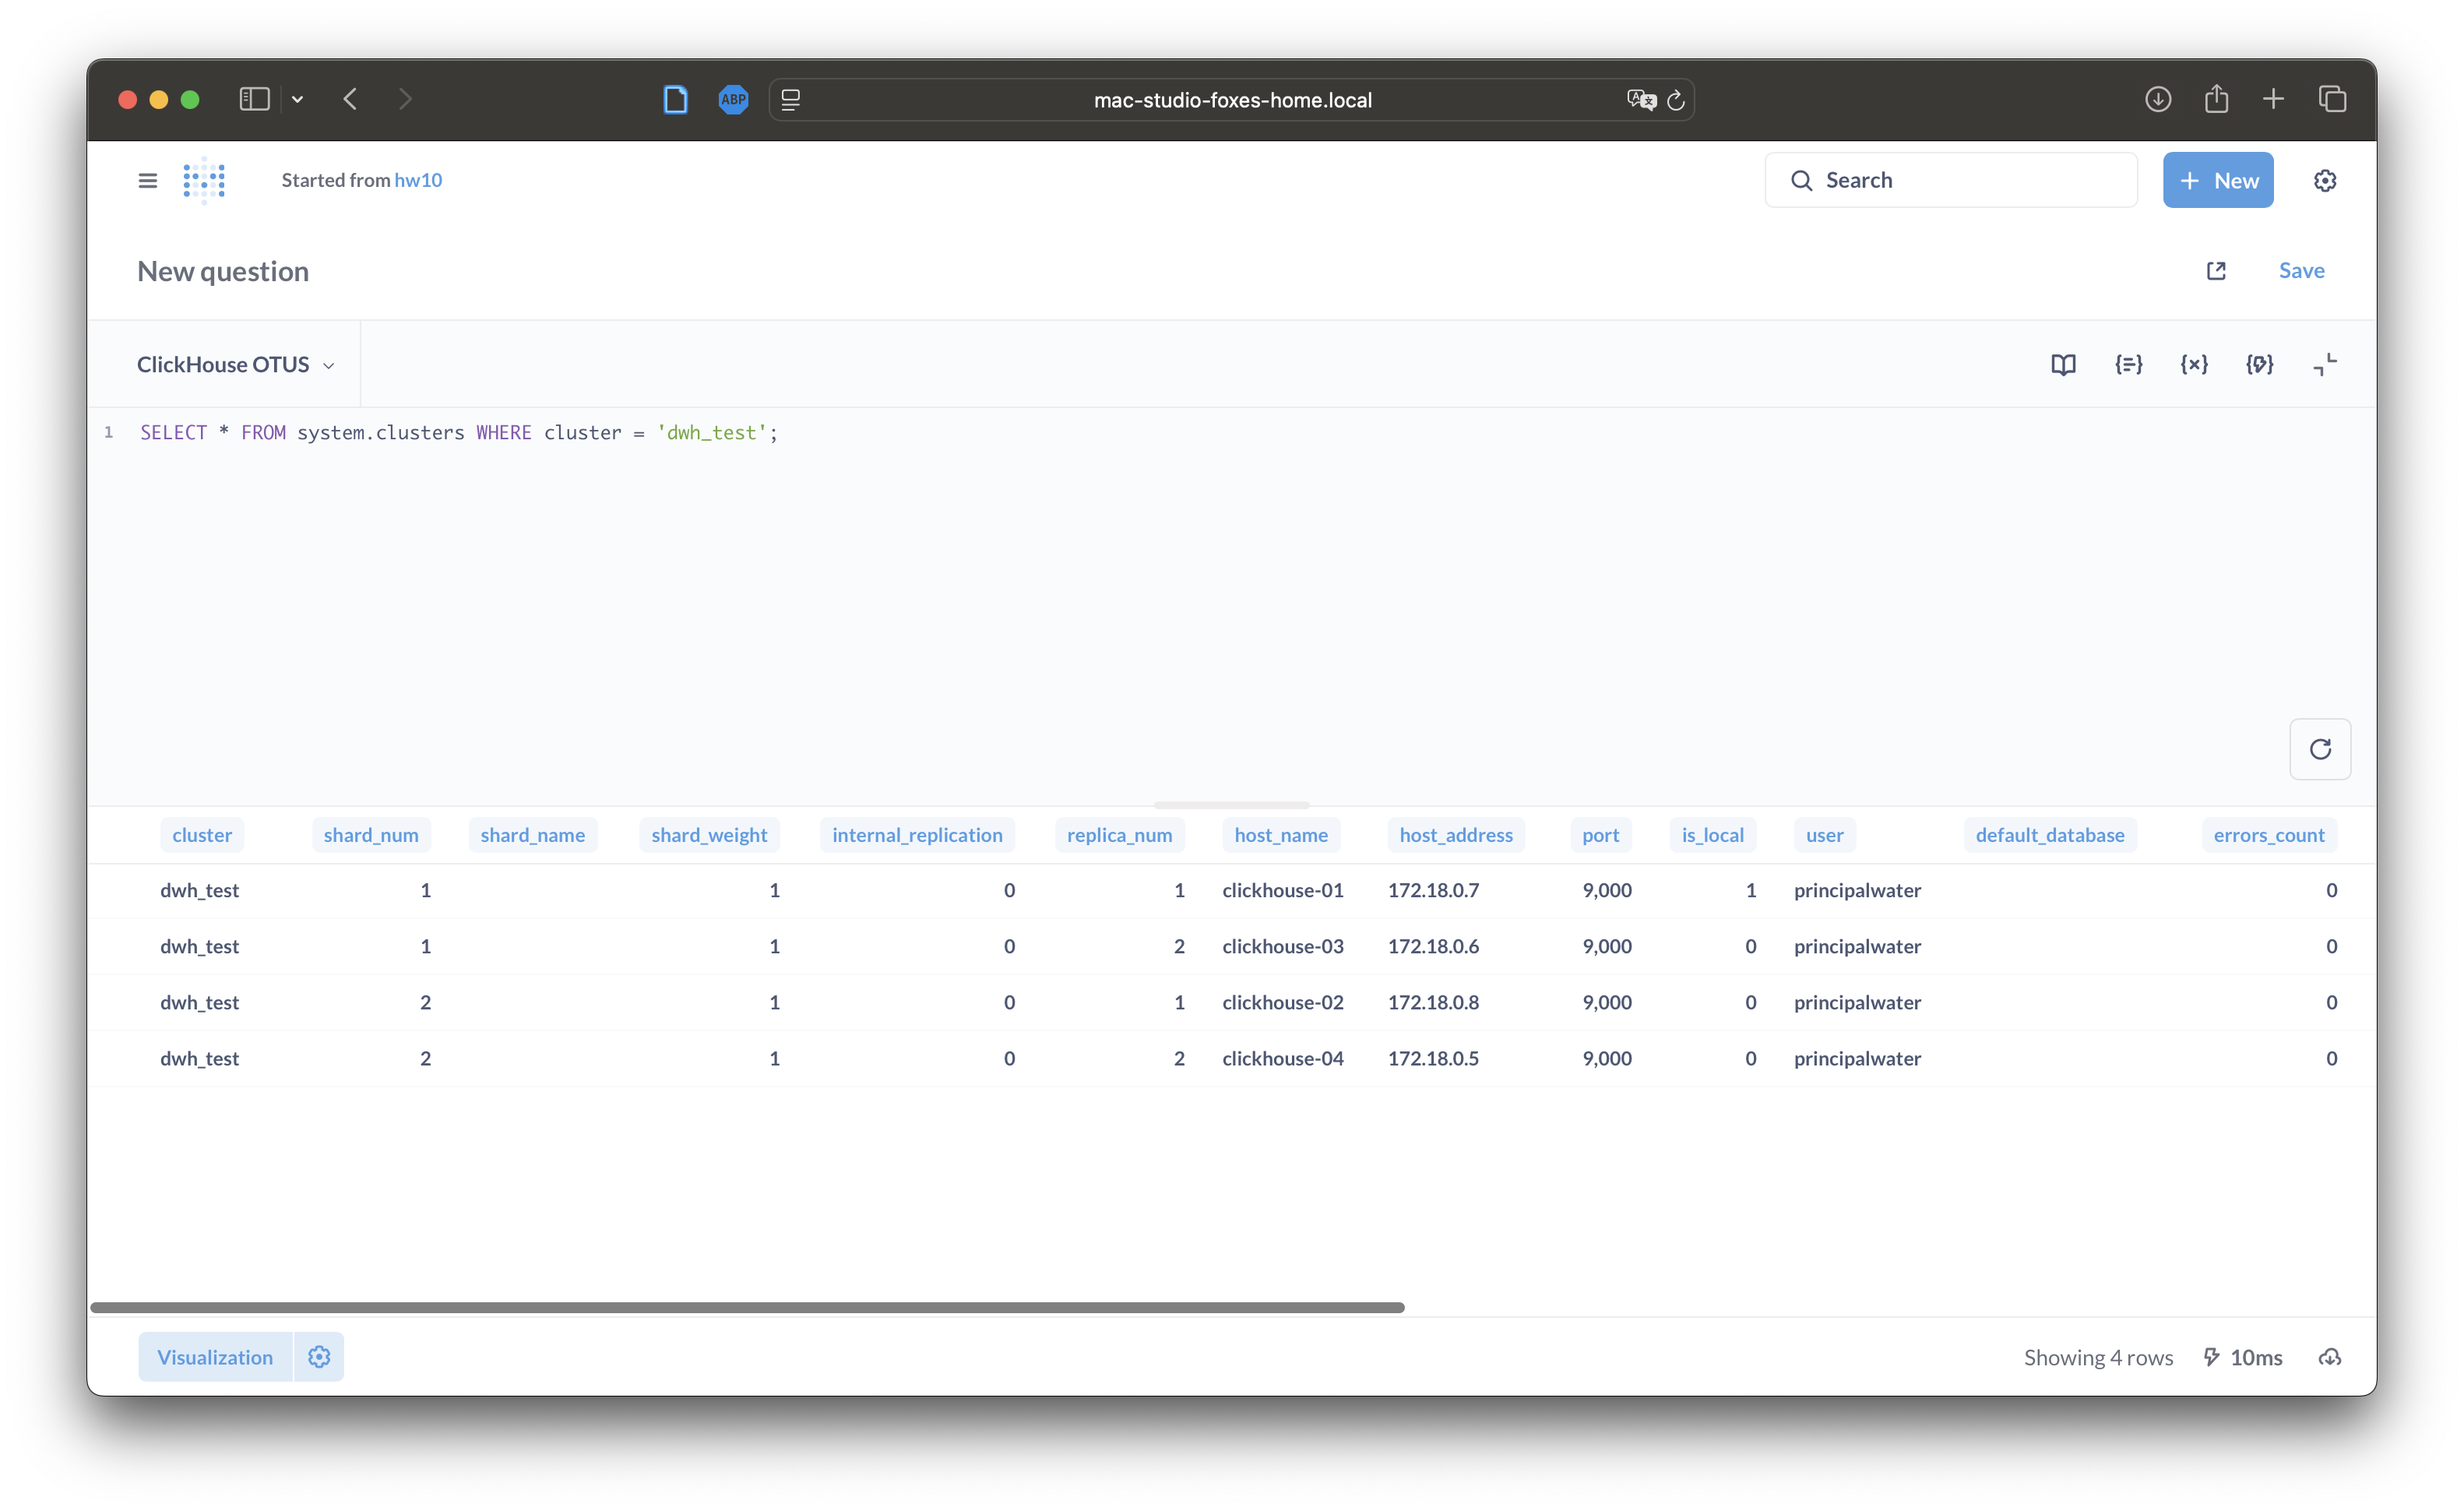 ABP
mac-studio-foxes-home.local
Started from hw10
Search
+ New
New question
Save
ClickHouse OTUS
1 SELECT * FROM system.clusters WHERE cluster = 'dwh_test';
cluster shard_num shard_name shard_weight internal_replication replica_num host_name host_address port is_local user default_database errors_count
dwh_test 1 1 0 1 clickhouse-01 172.18.0.7 9,000 1 principalwater 0
dwh_test 1 1 0 2 clickhouse-03 172.18.0.6 9,000 0 principalwater 0
dwh_test 2 1 0 1 clickhouse-02 172.18.0.8 9,000 0 principalwater 0
dwh_test 2 1 0 2 clickhouse-04 172.18.0.5 9,000 0 principalwater 0
Visualization
Showing 4 rows 10ms